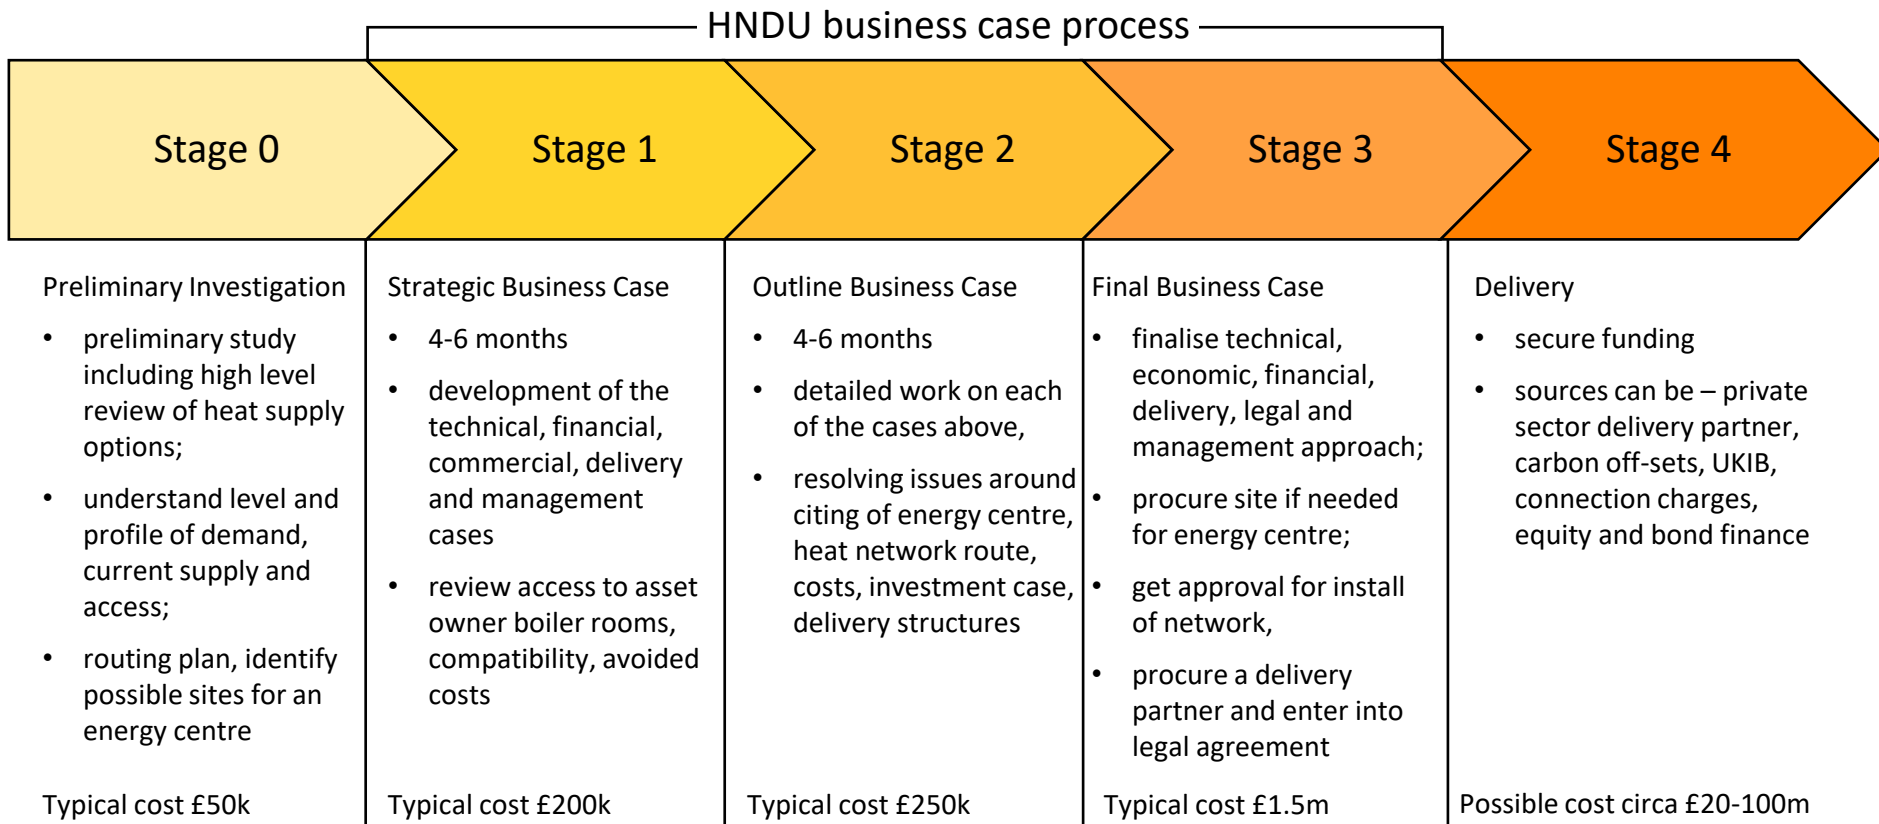 HNDU business case process
Stage 0
Stage 1
Stage 2
Stage 3
Stage 4
Preliminary Investigation
• preliminary study
including high level
review of heat supply
options;
• understand level and
profile of demand,
current supply and
access;
• routing plan, identify
possible sites for an
energy centre
Typical cost £50k
Strategic Business Case
• 4-6 months
• development of the
technical, financial,
commercial, delivery
and management
cases
• review access to asset
owner boiler rooms,
compatibility, avoided
costs
Typical cost £200k
Outline Business Case
• 4-6 months
• detailed work on each
of the cases above,
• resolving issues around
citing of energy centre,
heat network route,
costs, investment case,
delivery structures
Typical cost £250k
Final Business Case
• finalise technical,
economic, financial,
delivery, legal and
management approach;
• procure site if needed
for energy centre;
• get approval for install
of network,
• procure a delivery
partner and enter into
legal agreement
Typical cost £1.5m
Delivery
• secure funding
• sources can be – private
sector delivery partner,
carbon off-sets, UKIB,
connection charges,
equity and bond finance
Possible cost circa £20-100m